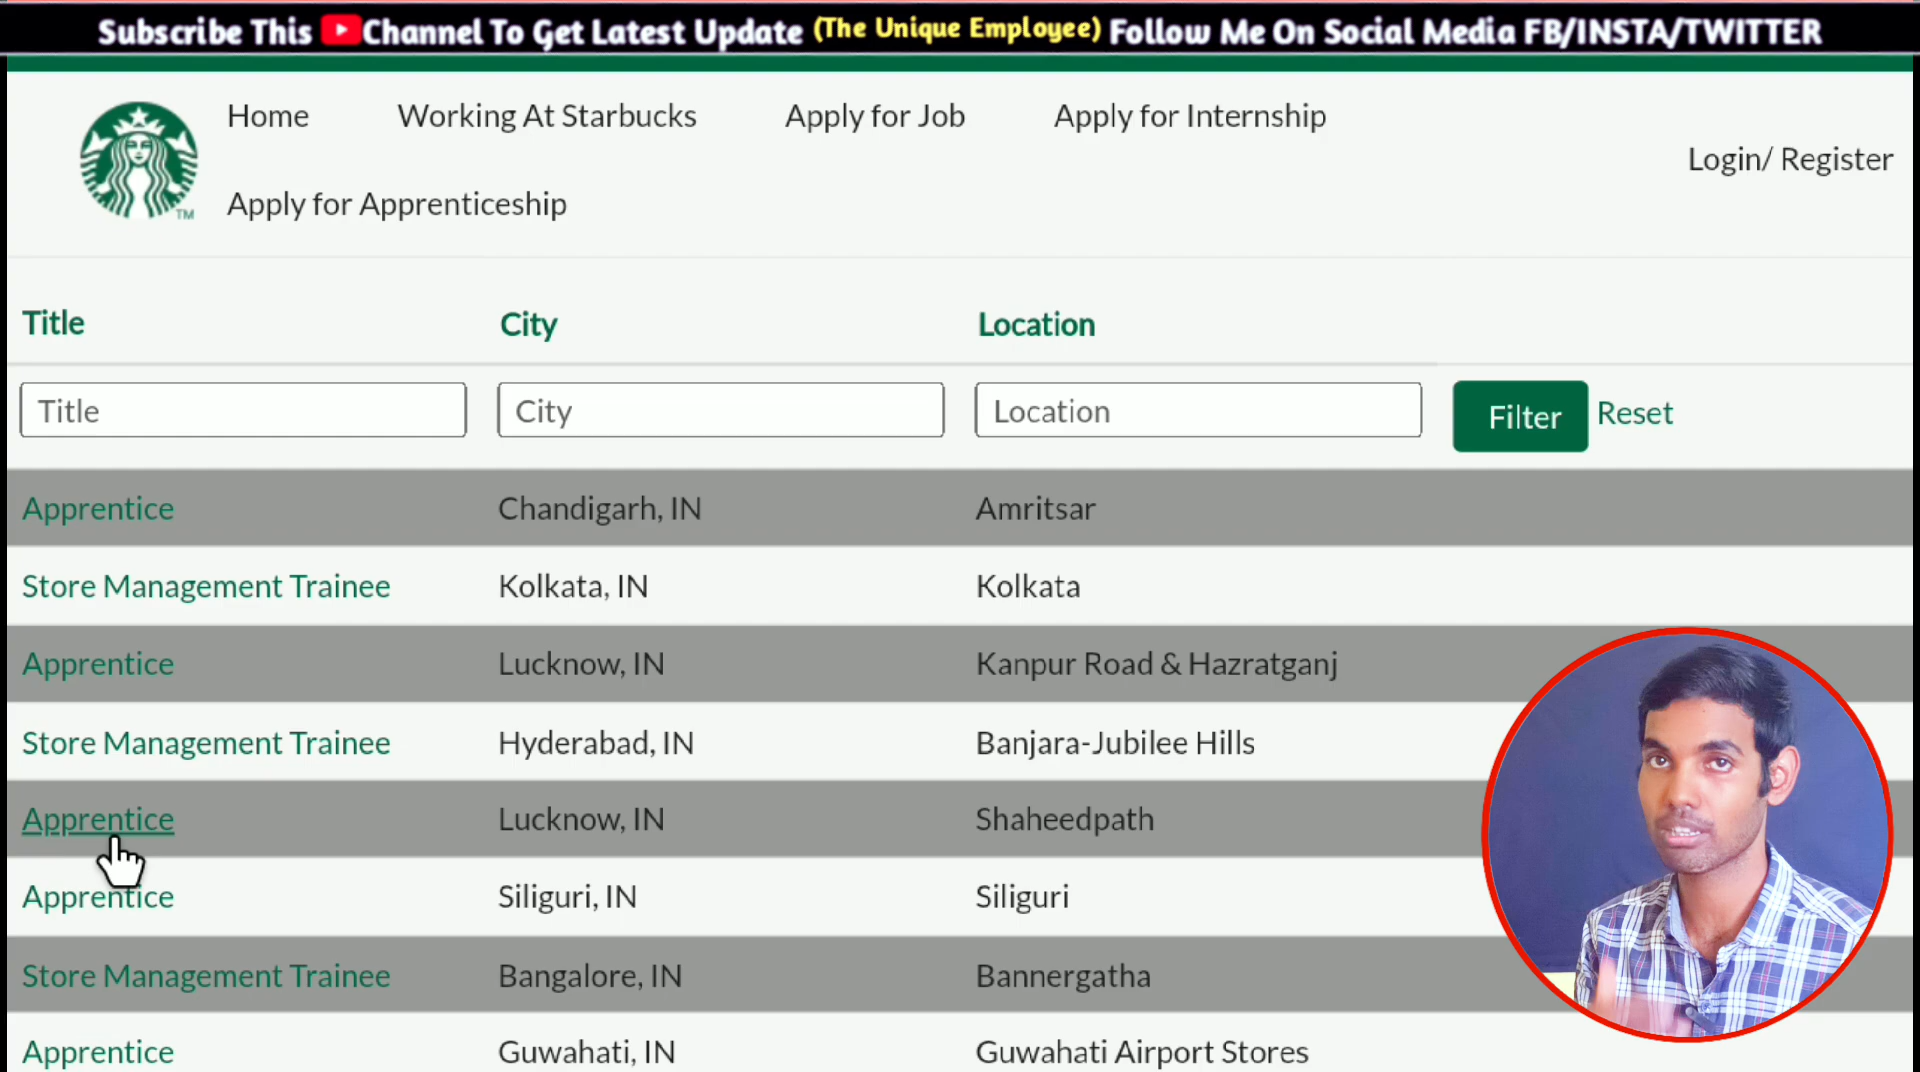 Subscribe This Channel To Get Latest Update (The Unique Employee) Follow Me On Social Media FB/INSTA/TWITTER
Home Working At Starbucks Apply for Job Apply for Internship
Login/ Register
Apply for Apprenticeship
TM
Title City Location
Title City Location Filter Reset
Apprentice Chandigarh, IN Amritsar
Store Management Trainee Kolkata, IN Kolkata
Apprentice Lucknow, IN Kanpur Road & Hazratganj
Store Management Trainee Hyderabad, IN Banjara-Jubilee Hills
Apprentice Lucknow, IN Shaheedpath
Apprentice Siliguri, IN Siliguri
Store Management Trainee Bangalore, IN Bannergatha
Apprentice Guwahati, IN Guwahati Airport Stores